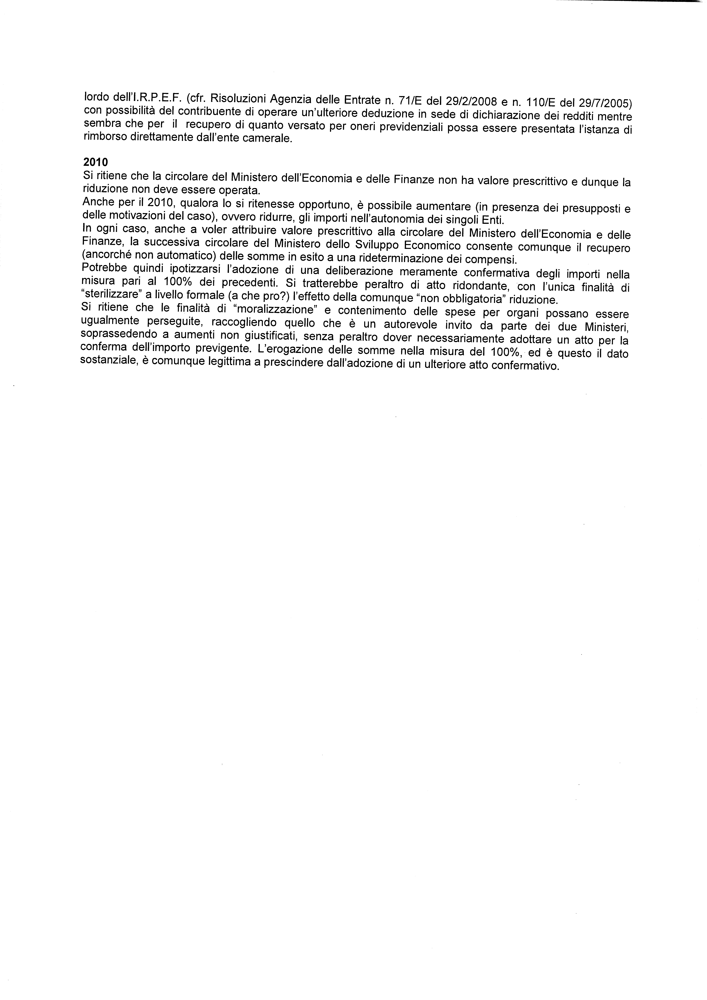 lordo dell'I.R.P.E.F. (cfr. Risoluzioni Agenzia delle Entrate n. 71/E del 29/2/2008 e n. 110/E del 29/7/2005)
con possibilità del contribuente di operare un'ulteriore deduzione in sede di dichiarazione dei redditi mentre
sembra che per il recupero di quanto versato per oneri previdenziali possa essere presentata l'istanza di
rimborso direttamente dall'ente camerale.
2010
Si ritiene che la circolare del Ministero dell'Economia e delle Finanze non ha valore prescrittivo e dunque la
riduzione non deve essere operata.
Anche per il 2010, qualora lo si ritenesse opportuno, è possibile aumentare (in presenza dei presupposti e
delle motivazioni del caso), ovvero ridurre, gli importi nell'autonomia dei singoli Enti.
In ogni caso, anche a voler attribuire valore prescrittivo alla circolare del Ministero dell'Economia e delle
Finanze, la successiva circolare del Ministero dello Sviluppo Economico consente comunque il recupero
(ancorché non automatico) delle somme in esito a una rideterminazione dei compensi.
Potrebbe quindi ipotizzarsi l'adozione di una deliberazione meramente confermativa degli importi nella
misura pari al 100% dei precedenti. Si tratterebbe peraltro di atto ridondante, con l'unica finalità di
“sterilizzare” a livello formale (a che pro?) l'effetto della comunque “non obbligatoria” riduzione.
Si ritiene che le finalità di “moralizzazione” e contenimento delle spese per organi possano essere
ugualmente perseguite, raccogliendo quello che è un autorevole invito da parte dei due Ministeri,
soprassedendo a aumenti non giustificati, senza peraltro dover necessariamente adottare un atto per la
conferma dell'importo previgente. L'erogazione delle somme nella misura del 100%, ed è questo il dato
sostanziale, è comunque legittima a prescindere dall'adozione di un ulteriore atto confermativo.